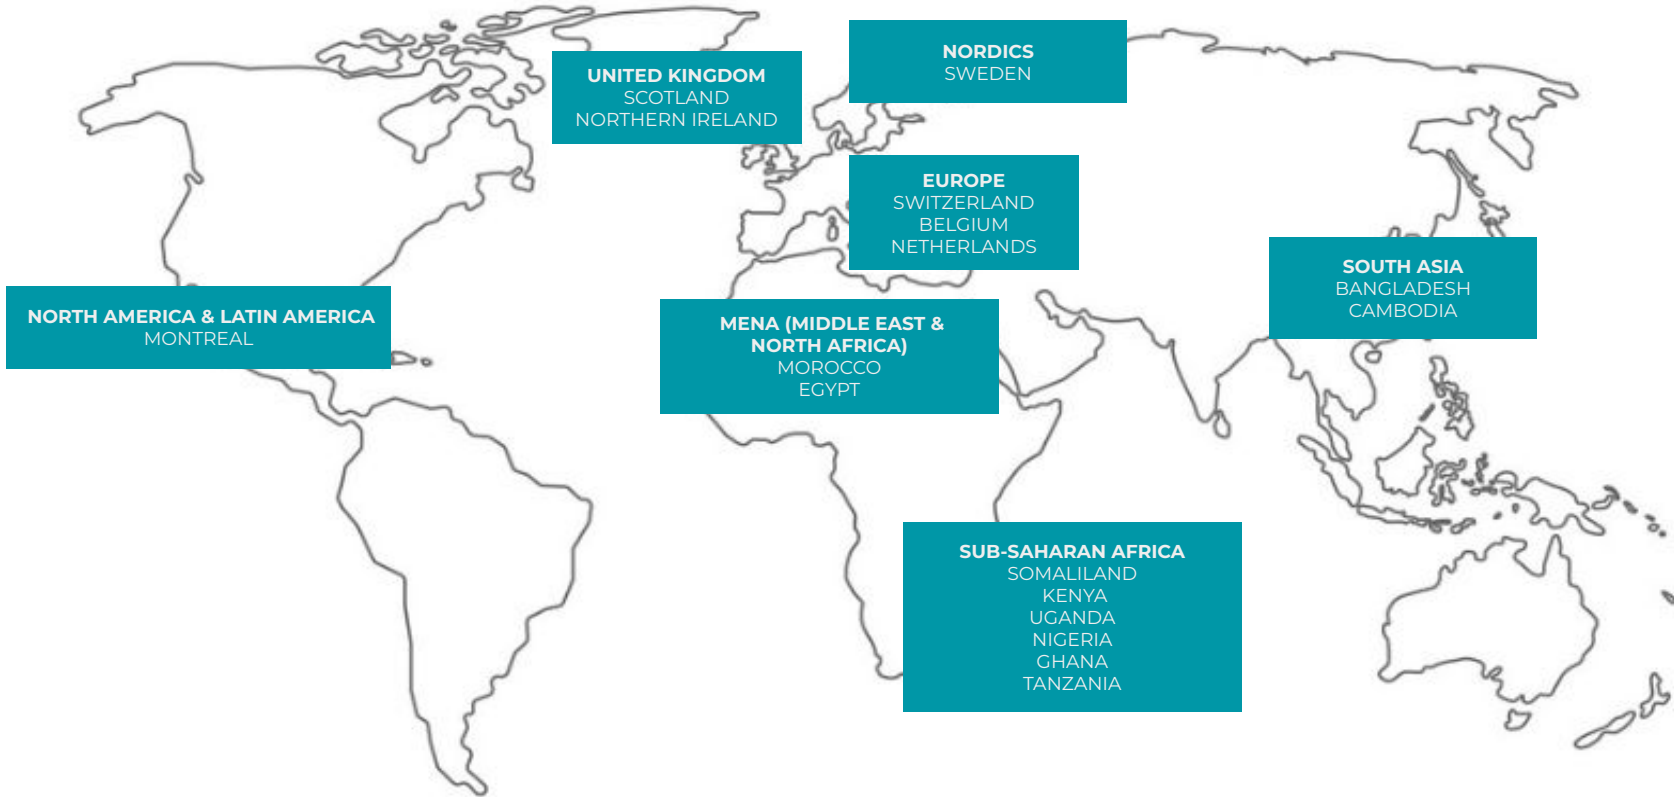 NORDICS
SWEDEN
UNITED KINGDOM
SCOTLAND
NORTHERN IRELAND
EUROPE
SWITZERLAND
BELGIUM
NETHERLANDS
SOUTH ASIA
BANGLADESH
CAMBODIA
NORTH AMERICA & LATIN AMERICA
MONTREAL
MENA (MIDDLE EAST &
NORTH AFRICA)
MOROCCO
EGYPT
SUB-SAHARAN AFRICA
SOMALILAND
KENYA
UGANDA
NIGERIA
GHANA
TANZANIA